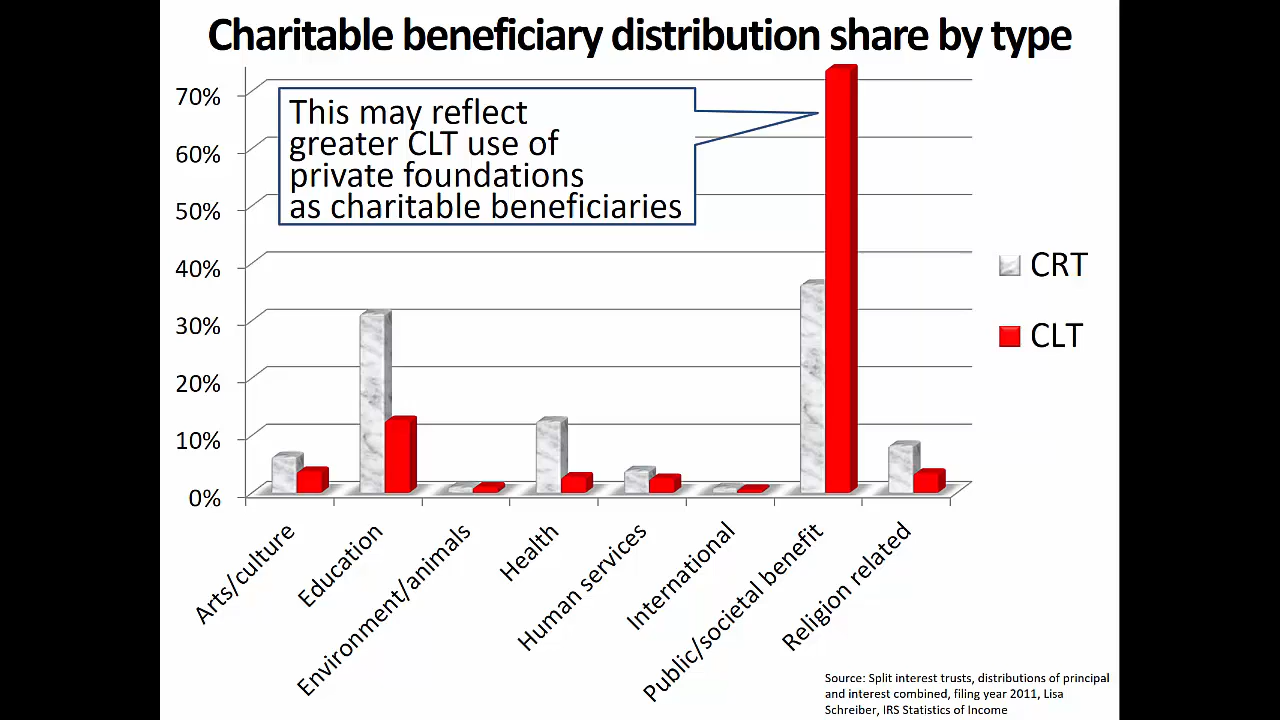 Charitable beneficiary distribution share by type
This may reflect
greater CLT use of
private foundations
as charitable beneficiaries
70%
60%
50%
40%
30%
20%
10%
0%
CRT
CLT
Arts/culture
Education
Environment/animals
Health
Human services
International
Public/societal benefit
Religion related
Source: Split interest trusts, distributions of principal
and interest combined, filing year 2011, Lisa
Schreiber, IRS Statistics of Income